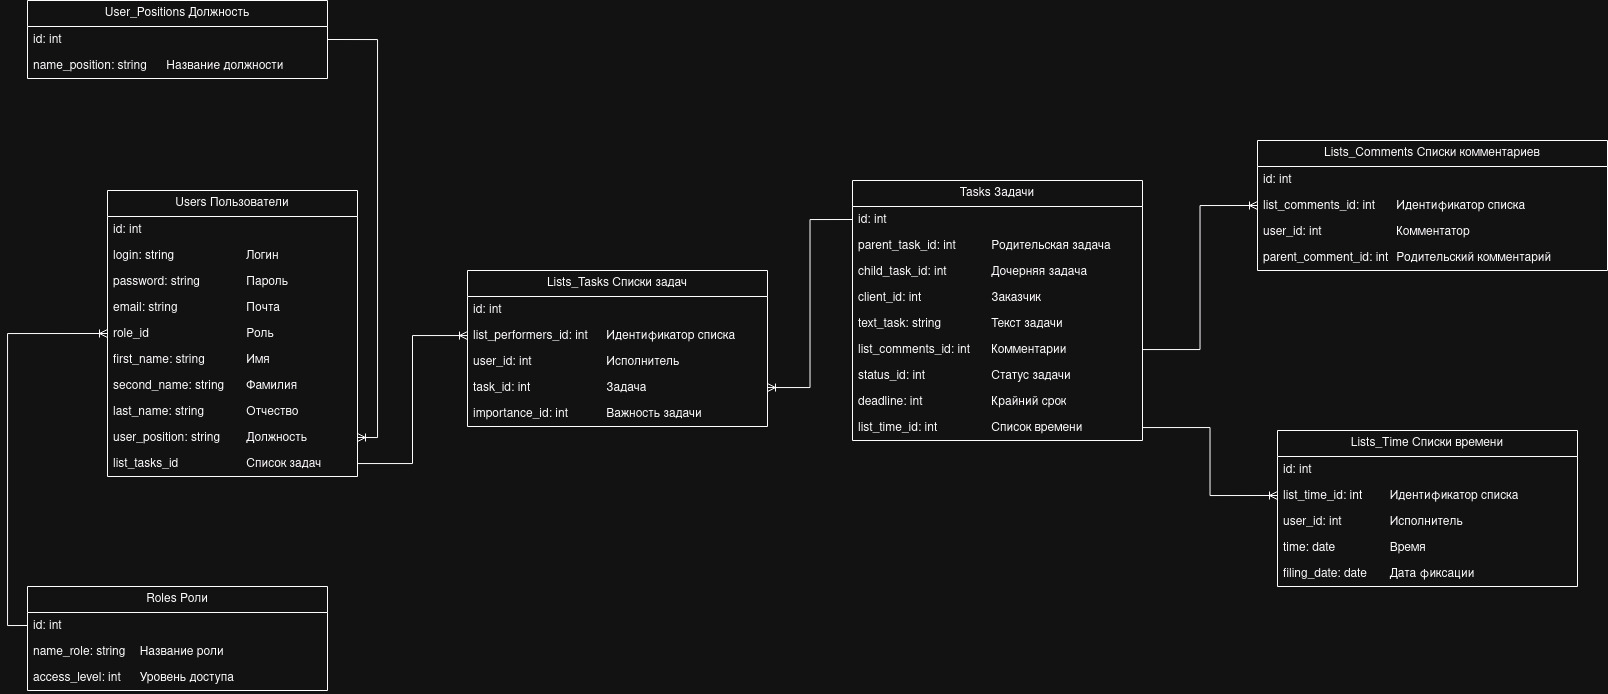 User_Positions Должность
id: int
name_position: string Название должности
Users Пользователи
id: int
login: string Логин
password: string Пароль
email: string Почта
role_id Роль
first_name: string Имя
second_name: string Фамилия
last_name: string Отчество
user_position: string Должность
list_tasks_id Список задач
Roles Роли
id: int
name_role: string Название роли
access_level: int Уровень доступа
Lists_Tasks Списки задач
id: int
list_performers_id: int Идентификатор списка
user_id: int Исполнитель
task_id: int Задача
importance_id: int Важность задачи
Tasks Задачи
id: int
parent_task_id: int Родительская задача
child_task_id: int Дочерняя задача
client_id: int Заказчик
text_task: string Текст задачи
list_comments_id: int Комментарии
status_id: int Статус задачи
deadline: int Крайний срок
list_time_id: int Список времени
Lists_Comments Списки комментариев
id: int
list_comments_id: int Идентификатор списка
user_id: int Комментатор
parent_comment_id: int Родительский комментарий
Lists_Time Списки времени
id: int
list_time_id: int Идентификатор списка
user_id: int Исполнитель
time: date Время
filing_date: date Дата фиксации